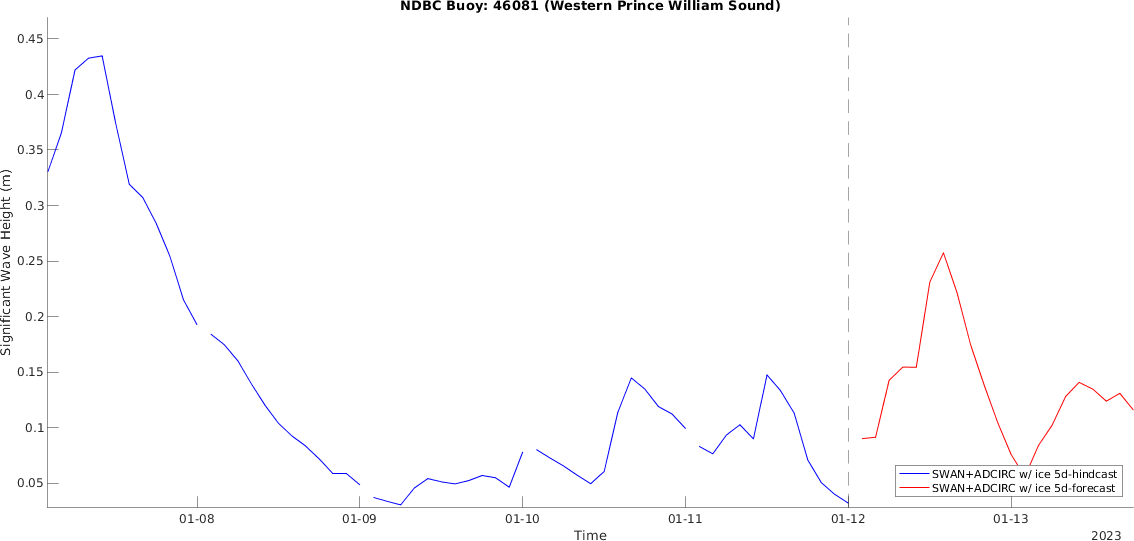 NDBC Buoy: 46081 (Western Prince William Sound)
0.45
0.4
0.35
0.3
0.25
0.2
0.15
0.1
0.05
Significant Wave Height (m)
SWAN+ADCIRC w/ ice 5d-hindcast
SWAN+ADCIRC w/ ice 5d-forecast
01-08 01-09 01-10 01-11 01-12 01-13
Time
2023